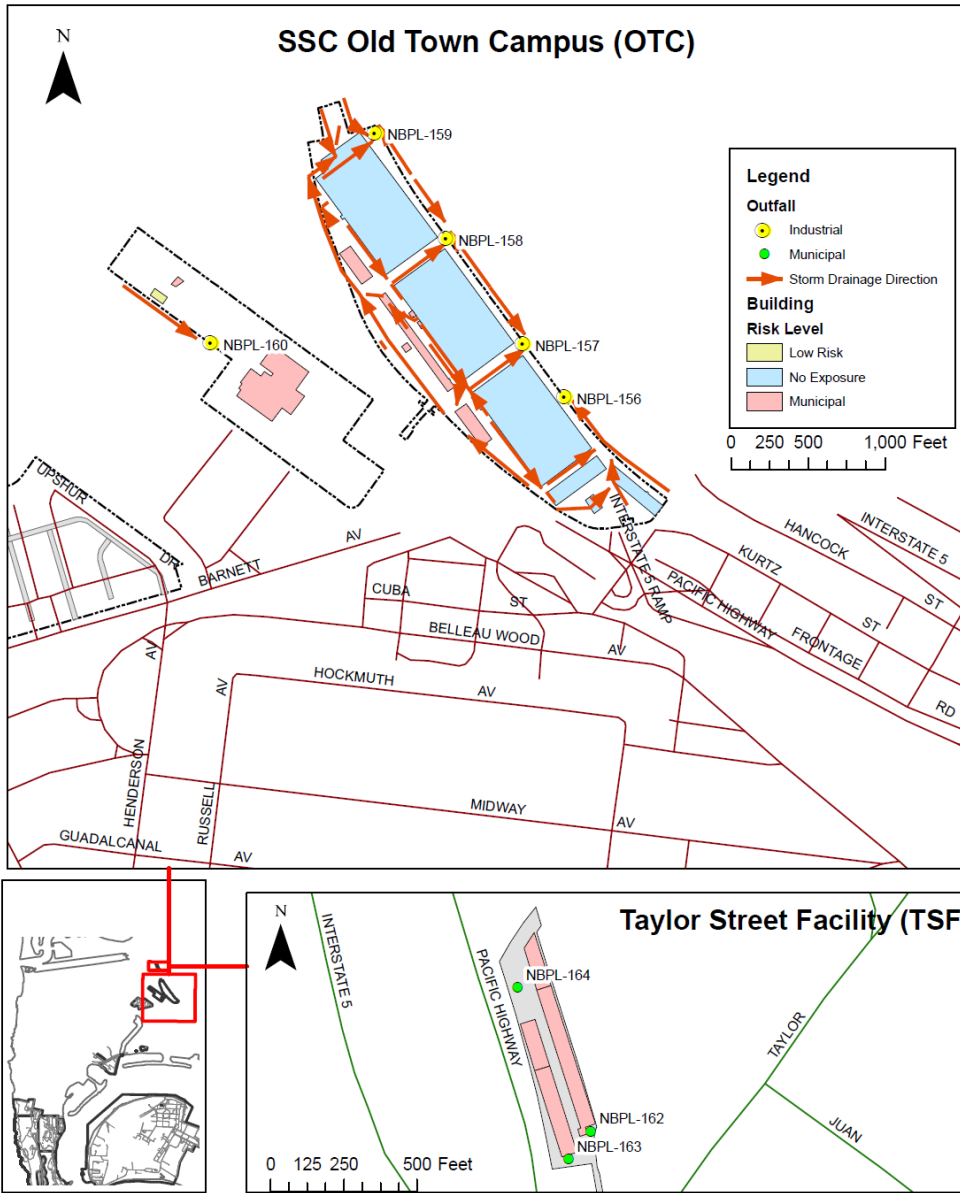 SSC Old Town Campus (OTC)
N
NBPL-159
NBPL-158
NBPL-160
NBPL-157
NBPL-156
Legend
Outfall
Industrial
Municipal
Storm Drainage Direction
Building
Risk Level
Low Risk
No Exposure
Municipal
0 250 500 1,000 Feet
UPSHUR
DR
BARNETT
AV
CUBA
ST
BELLEAU WOOD
AV
HOCKMUTH
AV
AV
AV
HENDERSON
RUSSELL
MIDWAY
AV
GUADALCANAL
AV
INTERSTATE 5 RAMP
PACIFIC HIGHWAY
KURTZ
ST
HANCOCK
ST
INTERSTATE 5
FRONTAGE
RD
Taylor Street Facility (TSF
N
INTERSTATE 5
PACIFIC HIGHWAY
NBPL-164
NBPL-162
NBPL-163
TAYLOR
JUAN
0 125 250 500 Feet